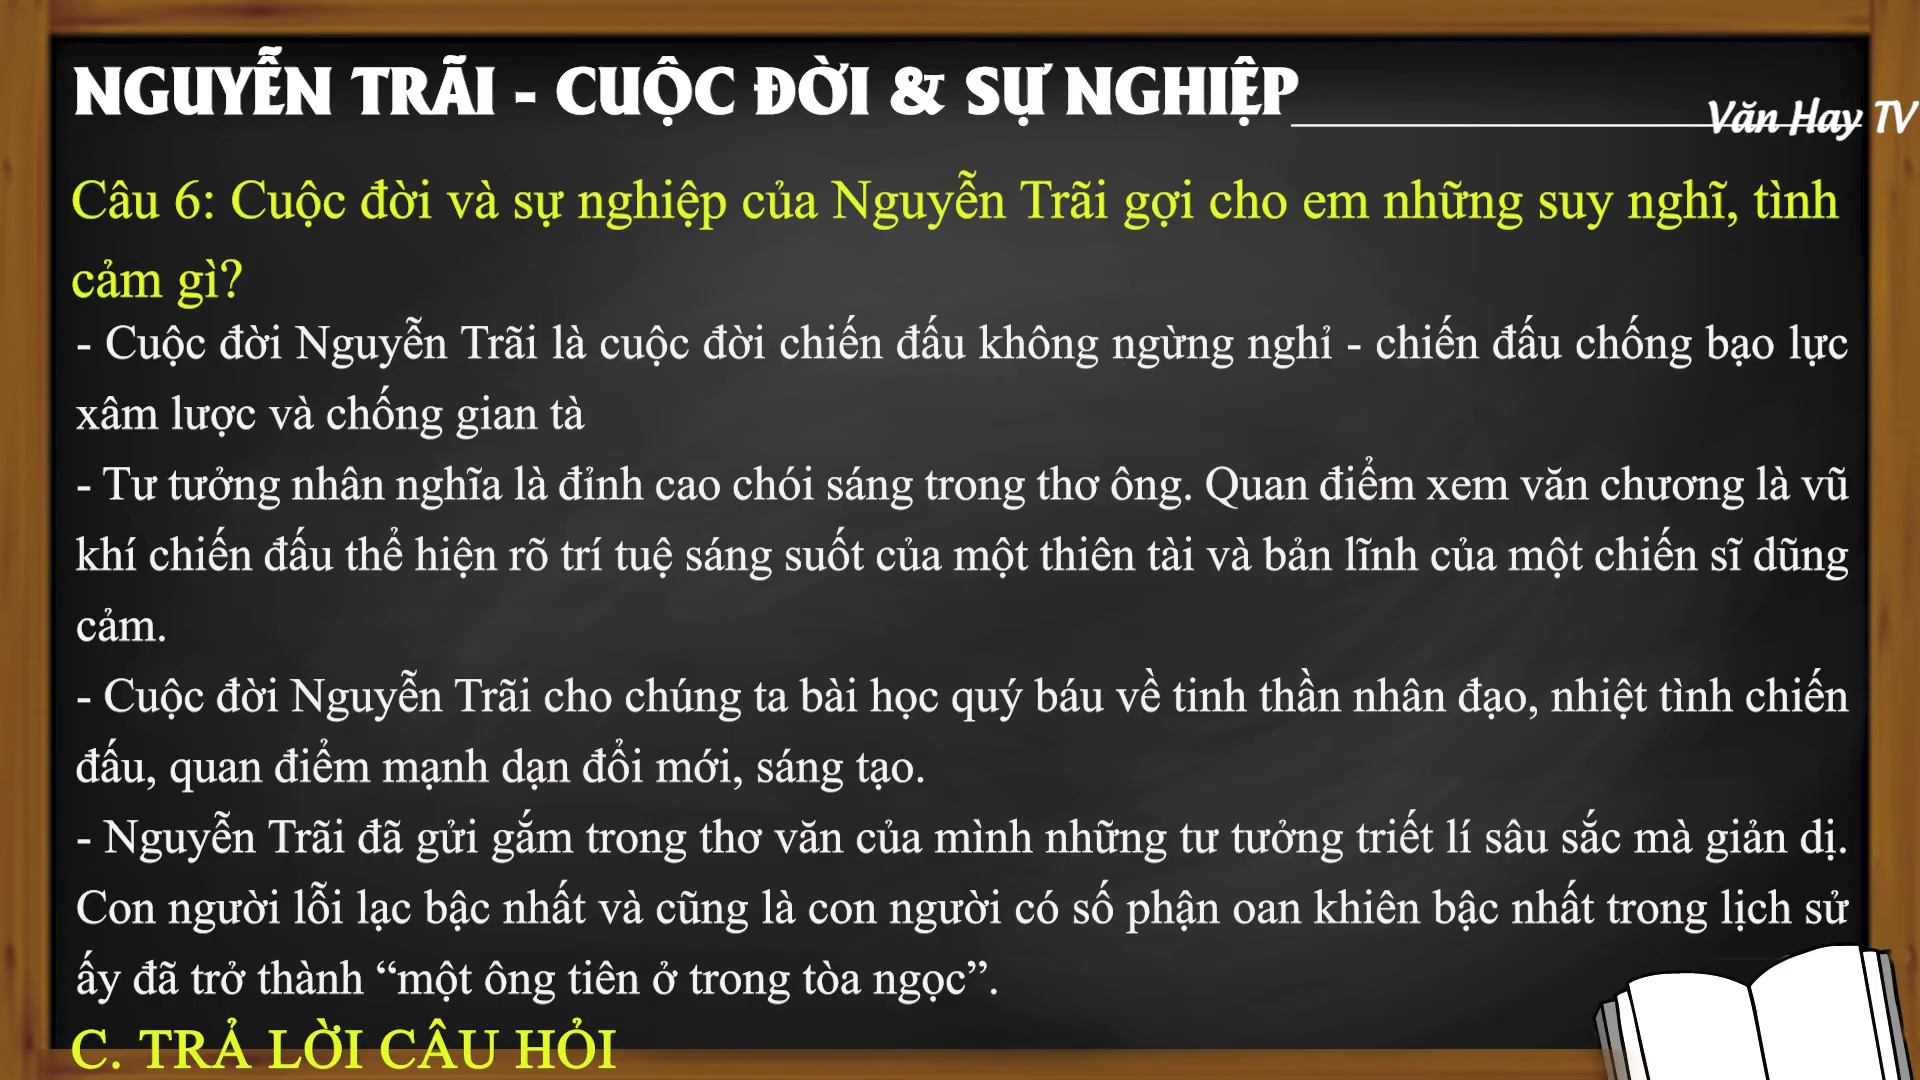 NGUYỄN TRÃI - CUỘC ĐỜI & SỰ NGHIỆP
Văn Hay TV
Câu 6: Cuộc đời và sự nghiệp của Nguyễn Trãi gợi cho em những suy nghĩ, tình
cảm gì?
- Cuộc đời Nguyễn Trãi là cuộc đời chiến đấu không ngừng nghỉ - chiến đấu chống bạo lực
xâm lược và chống gian tà
- Tư tưởng nhân nghĩa là đỉnh cao chói sáng trong thơ ông. Quan điểm xem văn chương là vũ
khí chiến đấu thể hiện rõ trí tuệ sáng suốt của một thiên tài và bản lĩnh của một chiến sĩ dũng
cảm.
- Cuộc đời Nguyễn Trãi cho chúng ta bài học quý báu về tinh thần nhân đạo, nhiệt tình chiến
đấu, quan điểm mạnh dạn đổi mới, sáng tạo.
- Nguyễn Trãi đã gửi gắm trong thơ văn của mình những tư tưởng triết lí sâu sắc mà giản dị.
Con người lỗi lạc bậc nhất và cũng là con người có số phận oan khiên bậc nhất trong lịch sử
ấy đã trở thành “một ông tiên ở trong tòa ngọc”.
C. TRẢ LỜI CÂU HỎI